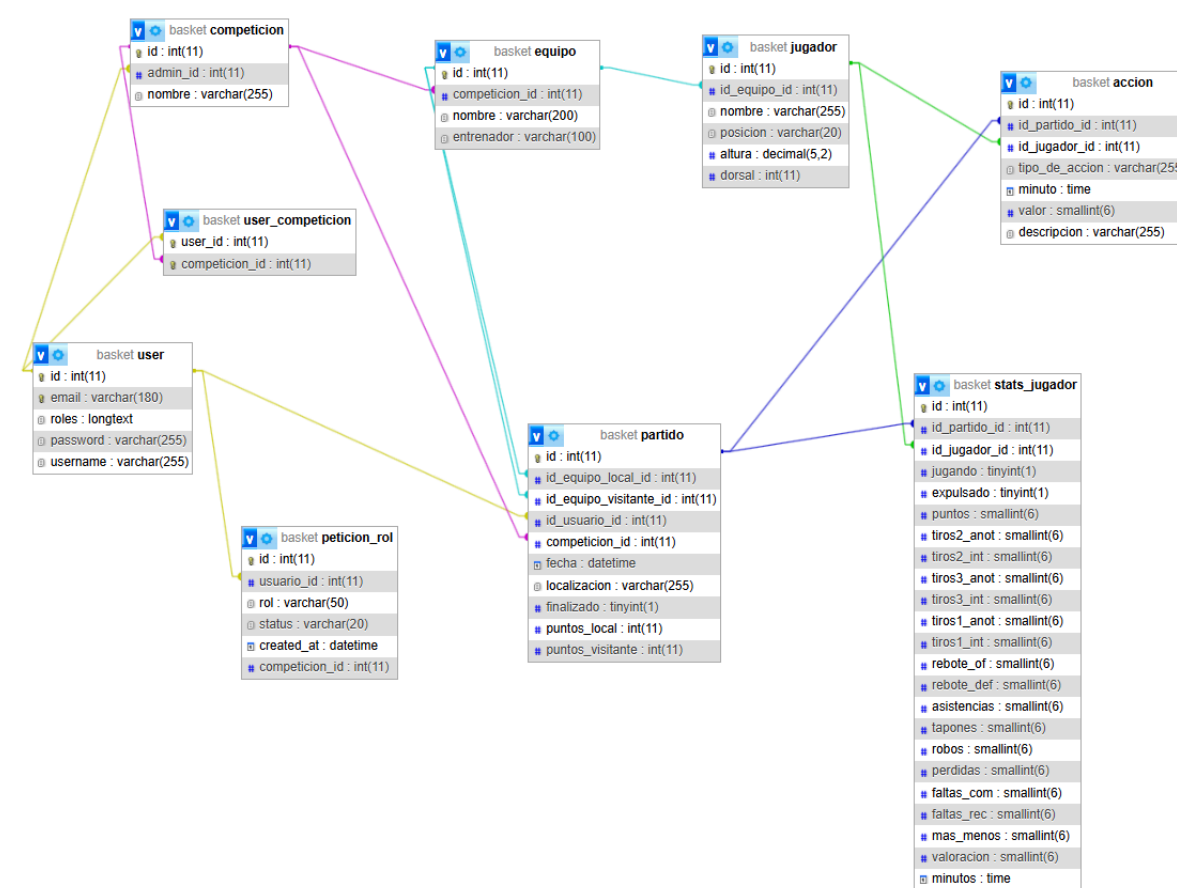 basket competicion
id : int(11)
admin_id : int(11)
nombre : varchar(255)
basket equipo
id : int(11)
competicion_id : int(11)
nombre : varchar(200)
entrenador : varchar(100)
basket jugador
id : int(11)
id_equipo_id : int(11)
nombre : varchar(255)
posicion : varchar(20)
altura : decimal(5,2)
dorsal : int(11)
basket accion
id : int(11)
id_partido_id : int(11)
id_jugador_id : int(11)
tipo_de_accion : varchar(255
minuto : time
valor : smallint(6)
descripcion : varchar(255)
basket user_competicion
user_id : int(11)
competicion_id : int(11)
basket user
id : int(11)
email : varchar(180)
roles : longtext
password : varchar(255)
username : varchar(255)
basket peticion_rol
id : int(11)
usuario_id : int(11)
rol : varchar(50)
status : varchar(20)
created_at : datetime
competicion_id : int(11)
basket partido
id : int(11)
id_equipo_local_id : int(11)
id_equipo_visitante_id : int(11)
id_usuario_id : int(11)
competicion_id : int(11)
fecha : datetime
localizacion : varchar(255)
finalizado : tinyint(1)
puntos_local : int(11)
puntos_visitante : int(11)
basket stats_jugador
id : int(11)
id_partido_id : int(11)
id_jugador_id : int(11)
jugando : tinyint(1)
expulsado : tinyint(1)
puntos : smallint(6)
tiros2_anot : smallint(6)
tiros2_int : smallint(6)
tiros3_anot : smallint(6)
tiros3_int : smallint(6)
tiros1_anot : smallint(6)
tiros1_int : smallint(6)
rebote_of : smallint(6)
rebote_def : smallint(6)
asistencias : smallint(6)
tapones : smallint(6)
robos : smallint(6)
perdidas : smallint(6)
faltas_com : smallint(6)
faltas_rec : smallint(6)
mas_menos : smallint(6)
valoracion : smallint(6)
minutos : time